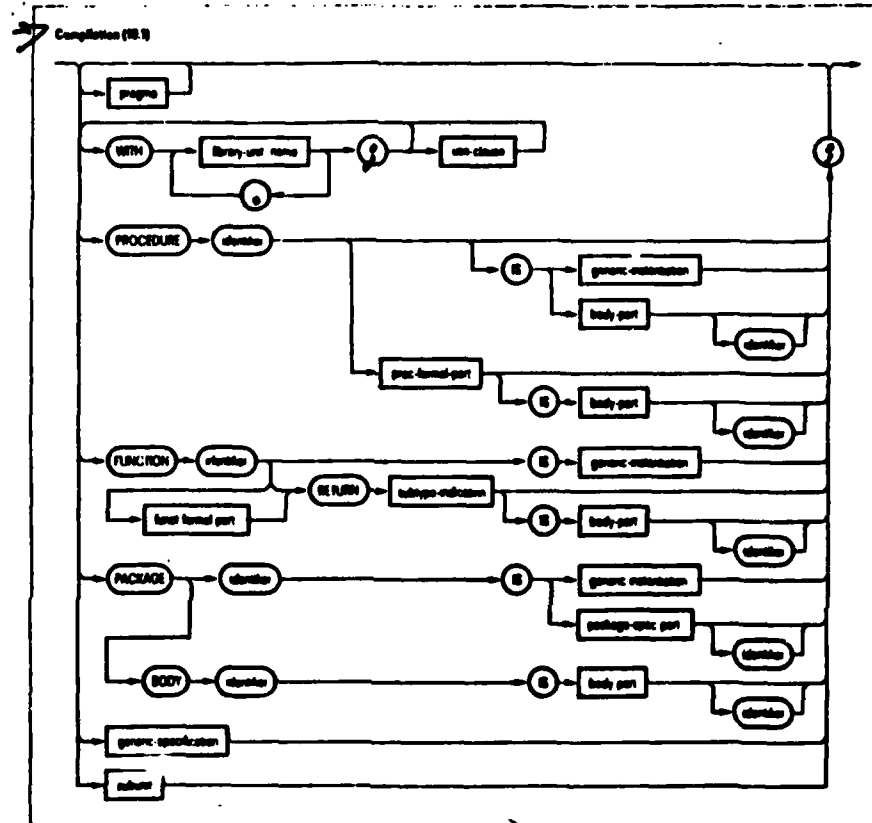 Compilation (10.1)
pragma
WITH library-unit name ; use-clause ;
,
PROCEDURE identifier
IS generic-instantiation
body-part
identifier
proc-formal-part
IS body-part
identifier
FUNCTION identifier IS generic-instantiation
RETURN subtype-indication
funct formal part IS body-part
identifier
PACKAGE identifier IS generic instantiation
package-spec part
identifier
BODY identifier IS body part
identifier
generic-specification
subunit